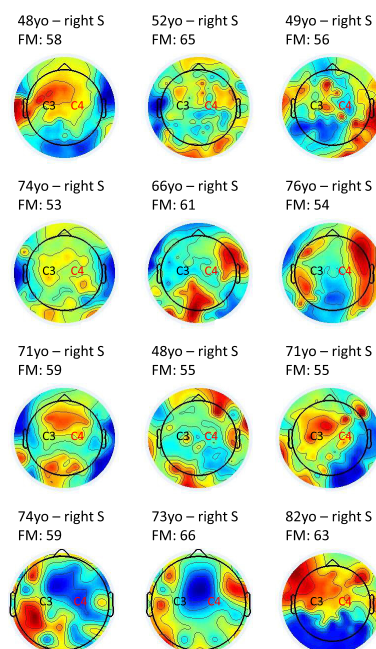 48yo – right S
FM: 58
52yo – right S
FM: 65
49yo – right S
FM: 56
C3 C4
C3 C4
C3 C4
74yo – right S
FM: 53
66yo – right S
FM: 61
76yo – right S
FM: 54
C3 C4
C3 C4
C3 C4
71yo – right S
FM: 59
48yo – right S
FM: 55
71yo – right S
FM: 55
C3 C4
C3 C4
C3 C4
74yo – right S
FM: 59
73yo – right S
FM: 66
82yo – right S
FM: 63
C3 C4
C3 C4
C3 C4